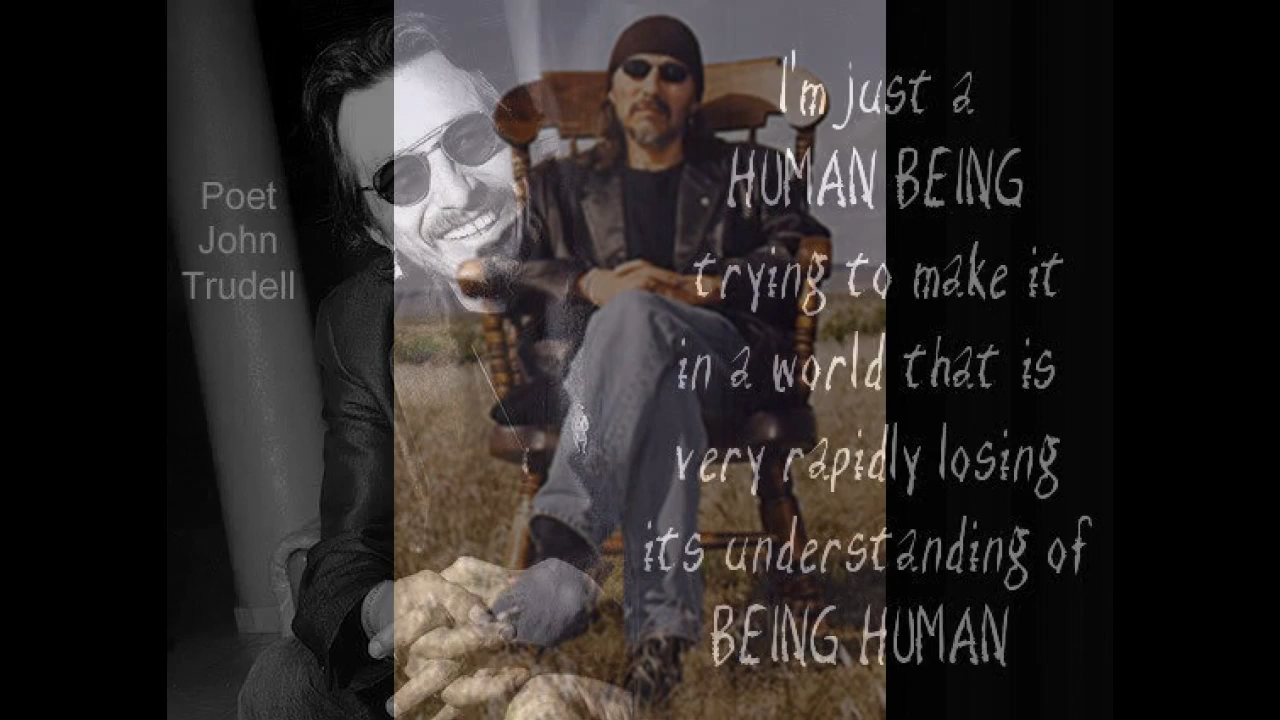 Poet
John
Trudell
I'm just a
HUMAN BEING
trying to make it
in a world that is
very rapidly losing
its understanding of
BEING HUMAN